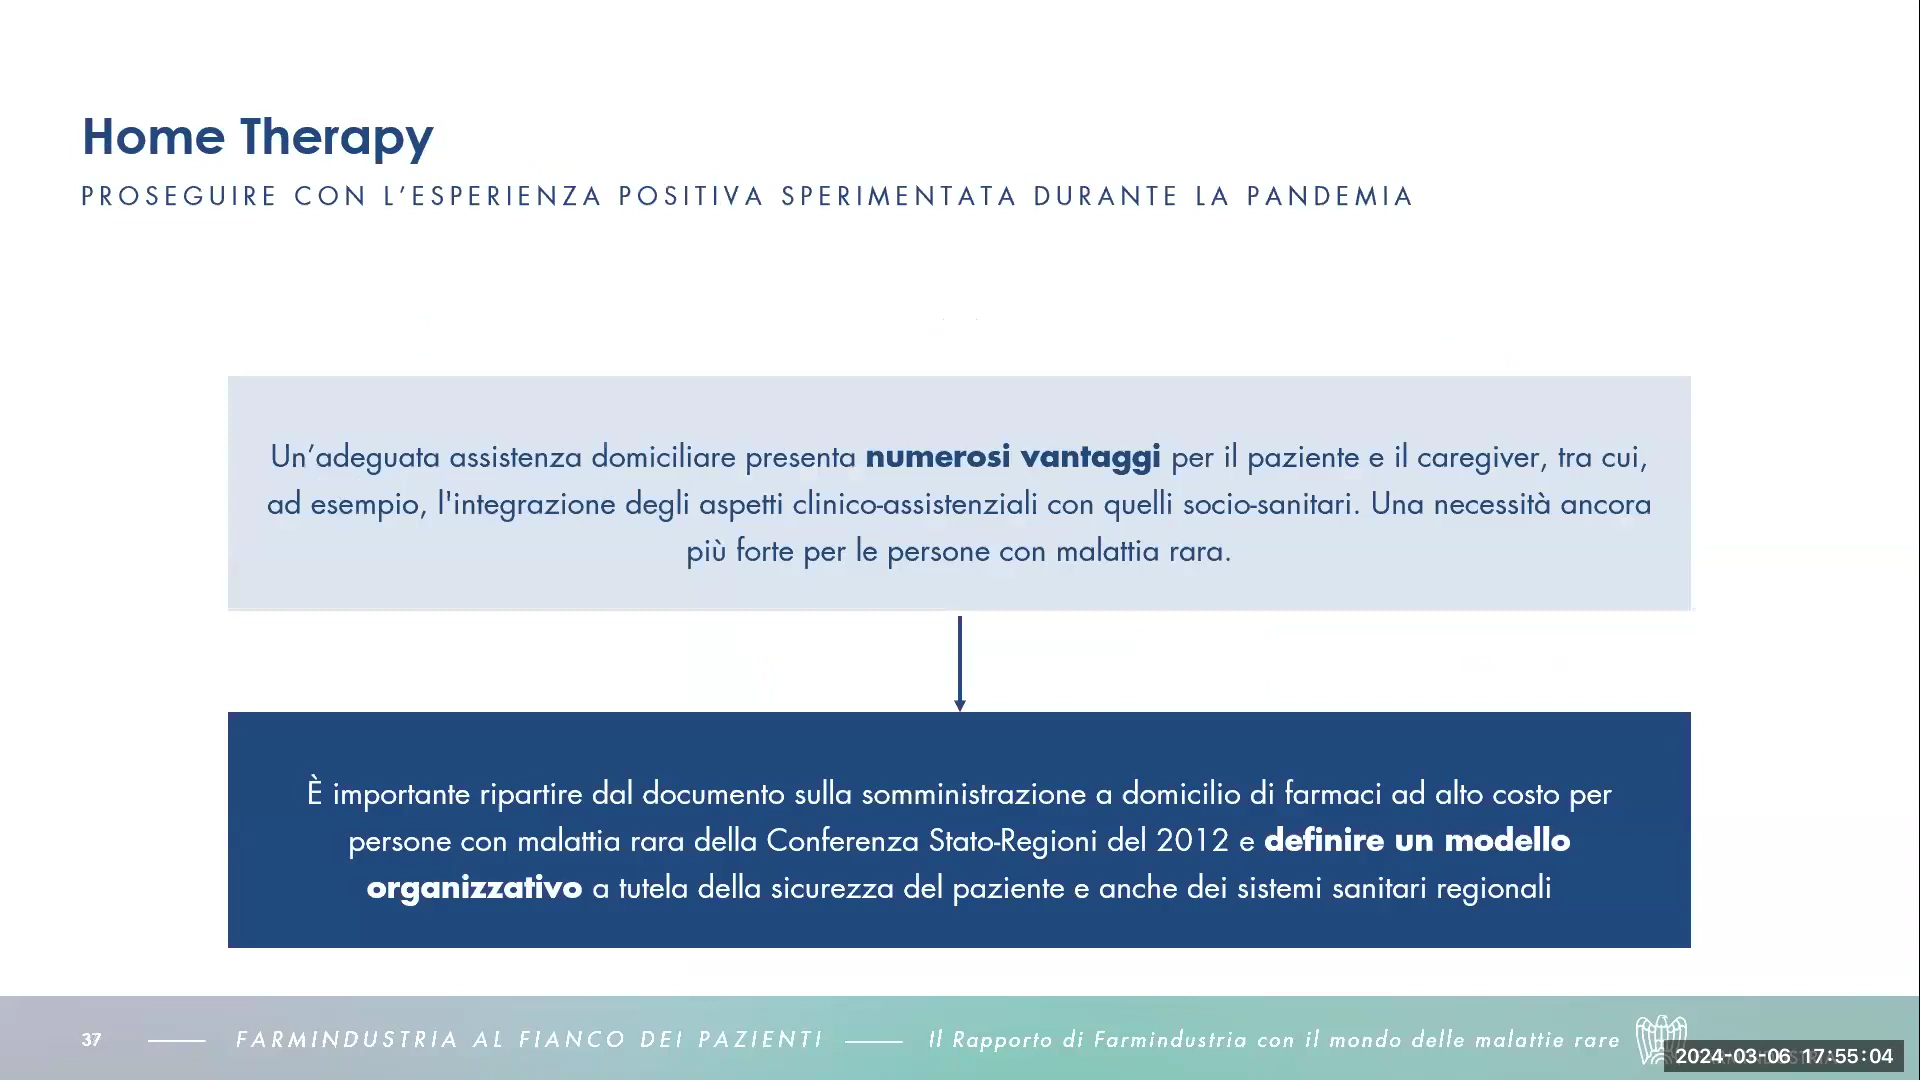 Home Therapy
PROSEGUIRE CON L’ESPERIENZA POSITIVA SPERIMENTATA DURANTE LA PANDEMIA
Un’adeguata assistenza domiciliare presenta numerosi vantaggi per il paziente e il caregiver, tra cui,
ad esempio, l'integrazione degli aspetti clinico-assistenziali con quelli socio-sanitari. Una necessità ancora
più forte per le persone con malattia rara.
È importante ripartire dal documento sulla somministrazione a domicilio di farmaci ad alto costo per
persone con malattia rara della Conferenza Stato-Regioni del 2012 e definire un modello
organizzativo a tutela della sicurezza del paziente e anche dei sistemi sanitari regionali
37
FARMINDUSTRIA AL FIANCO DEI PAZIENTI
Il Rapporto di Farmindustria con il mondo delle malattie rare
2024-03-06 17:55:04